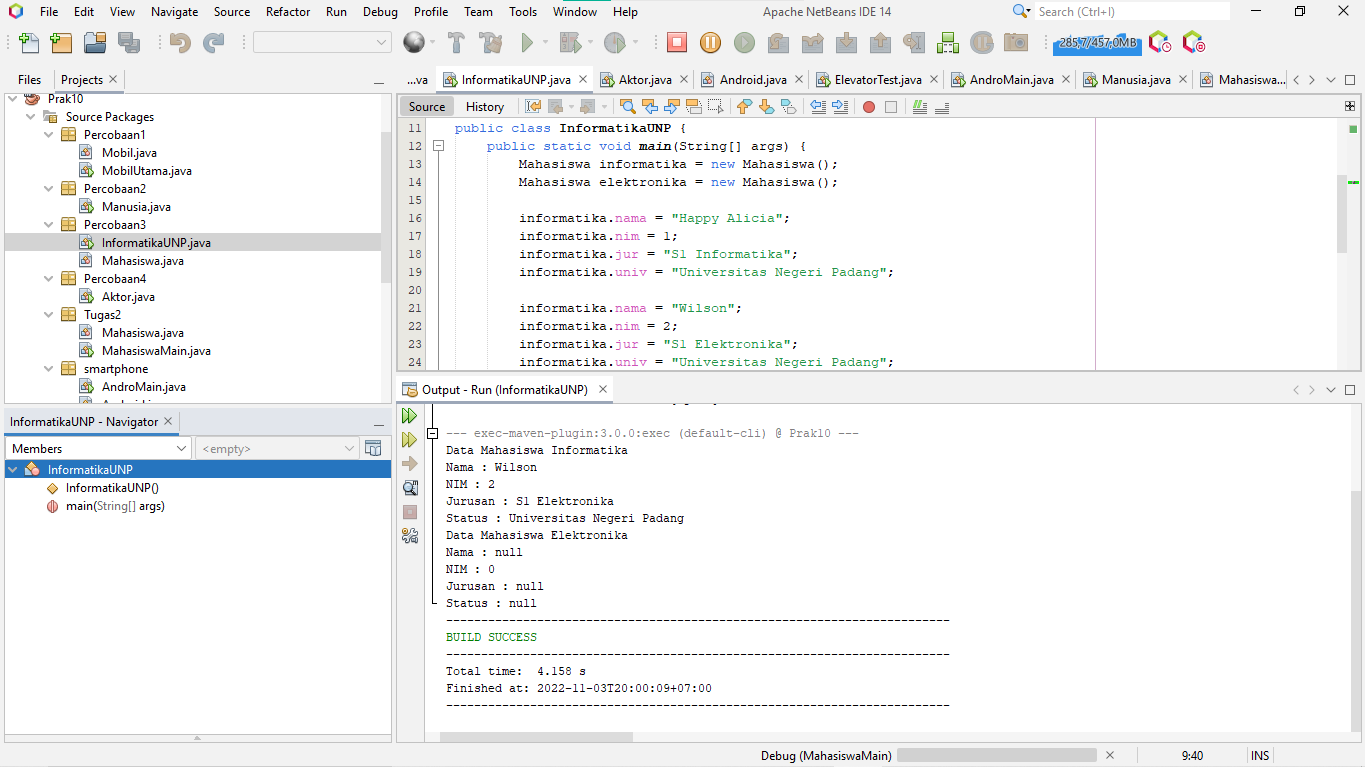 File Edit View Navigate Source Refactor Run Debug Profile Team Tools Window Help Apache NetBeans IDE 14 Search (Ctrl+I)
285,7/457,0MB
Files Projects
Prak10
Source Packages
Percobaan1
Mobil.java
MobilUtama.java
Percobaan2
Manusia.java
Percobaan3
InformatikaUNP.java
Mahasiswa.java
Percobaan4
Aktor.java
Tugas2
Mahasiswa.java
MahasiswaMain.java
smartphone
AndroMain.java
InformatikaUNP - Navigator
Members <empty>
InformatikaUNP
InformatikaUNP()
main(String[] args)
...va InformatikaUNP.java Aktor.java Android.java ElevatorTest.java AndroMain.java Manusia.java Mahasiswa...
Source History
11 public class InformatikaUNP {
12 public static void main(String[] args) {
13 Mahasiswa informatika = new Mahasiswa();
14 Mahasiswa elektronika = new Mahasiswa();
15
16 informatika.nama = "Happy Alicia";
17 informatika.nim = 1;
18 informatika.jur = "S1 Informatika";
19 informatika.univ = "Universitas Negeri Padang";
20
21 informatika.nama = "Wilson";
22 informatika.nim = 2;
23 informatika.jur = "S1 Elektronika";
24 informatika.univ = "Universitas Negeri Padang";
Output - Run (InformatikaUNP)
--- exec-maven-plugin:3.0.0:exec (default-cli) @ Prak10 ---
Data Mahasiswa Informatika
Nama : Wilson
NIM : 2
Jurusan : S1 Elektronika
Status : Universitas Negeri Padang
Data Mahasiswa Elektronika
Nama : null
NIM : 0
Jurusan : null
Status : null
------------------------------------------------------------------------
BUILD SUCCESS
------------------------------------------------------------------------
Total time:  4.158 s
Finished at: 2022-11-03T20:00:09+07:00
------------------------------------------------------------------------
Debug (MahasiswaMain) 9:40 INS